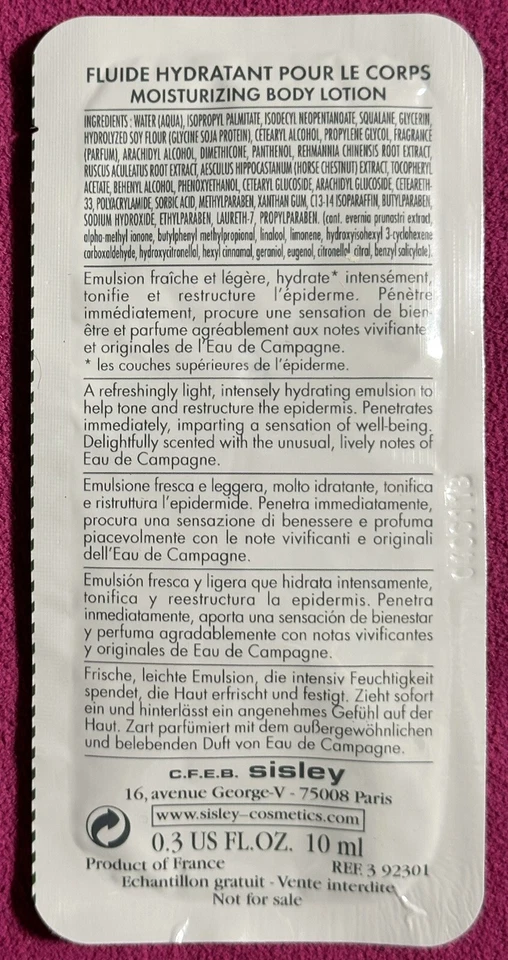 FLUIDE HYDRATANT POUR LE CORPS
MOISTURIZING BODY LOTION
INGREDIENTS : WATER (AQUA), ISOPROPYL PALMITATE, ISODECYL NEOPENTANOATE, SQUALANE, GLYCERIN,
HYDROLYZED SOY FLOUR (GLYCINE SOJA PROTEIN), CETEARYL ALCOHOL, PROPYLENE GLYCOL, FRAGRANCE
(PARFUM), ARACHIDYL ALCOHOL, DIMETHICONE, PANTHENOL, REHMANNIA CHINENSIS ROOT EXTRACT,
RUSCUS ACULEATUS ROOT EXTRACT, AESCULUS HIPPOCASTANUM (HORSE CHESTNUT) EXTRACT, TOCOPHERYL
ACETATE, BEHENYL ALCOHOL, PHENOXYETHANOL, CETEARYL GLUCOSIDE, ARACHIDYL GLUCOSIDE, CETEARETH-
33, POLYACRYLAMIDE, SORBIC ACID, METHYLPARABEN, XANTHAN GUM, C13-14 ISOPARAFFIN, BUTYLPARABEN,
SODIUM HYDROXIDE, ETHYLPARABEN, LAURETH-7, PROPYLPARABEN. (cont. evernia prunastri extract,
alpha-methyl ionone, butylphenyl methylpropional, linalool, limonene, hydroxyisohexyl 3-cyclohexene
carboxaldehyde, hydroxycitronellal, hexyl cinnamal, geraniol, eugenol, citronellol citral, benzyl salicylate).
Emulsion fraîche et légère, hydrate* intensément,
tonifie et restructure l'épiderme. Pénètre
immédiatement, procure une sensation de bien-
être et parfume agréablement aux notes vivifiante
et originales de l'Eau de Campagne.
* les couches supérieures de l'épiderme.
A refreshingly light, intensely hydrating emulsion to
help tone and restructure the epidermis. Penetrates
immediately, imparting a sensation of well-being.
Delightfully scented with the unusual, lively notes of
Eau de Campagne.
Emulsione fresca e leggera, molto idratante, tonifica
e ristruttura l'epidermide. Penetra immediatamente,
procura una sensazione di benessere e profuma
piacevolmente con le note vivificanti e originali
dell'Eau de Campagne.
Emulsión fresca y ligera que hidrata intensamente,
tonifica y reestructura la epidermis. Penetra
inmediatamente, aporta una sensación de bienestar
y perfuma agradablemente con notas vivificantes
y originales de Eau de Campagne.
Frische, leichte Emulsion, die intensiv Feuchtigkeit
spendet, die Haut erfrischt und festigt. Zieht sofort
ein und hinterlässt ein angenehmes Gefühl auf der
Haut. Zart parfümiert mit dem außergewöhnlichen
und belebenden Duft von Eau de Campagne.
C.F.E.B. sisley
16, avenue George-V - 75008 Paris
www.sisley-cosmetics.com
0.3 US FL.OZ. 10 ml
Product of France REF. 3 92301
Echantillon gratuit - Vente interdite
Not for sale